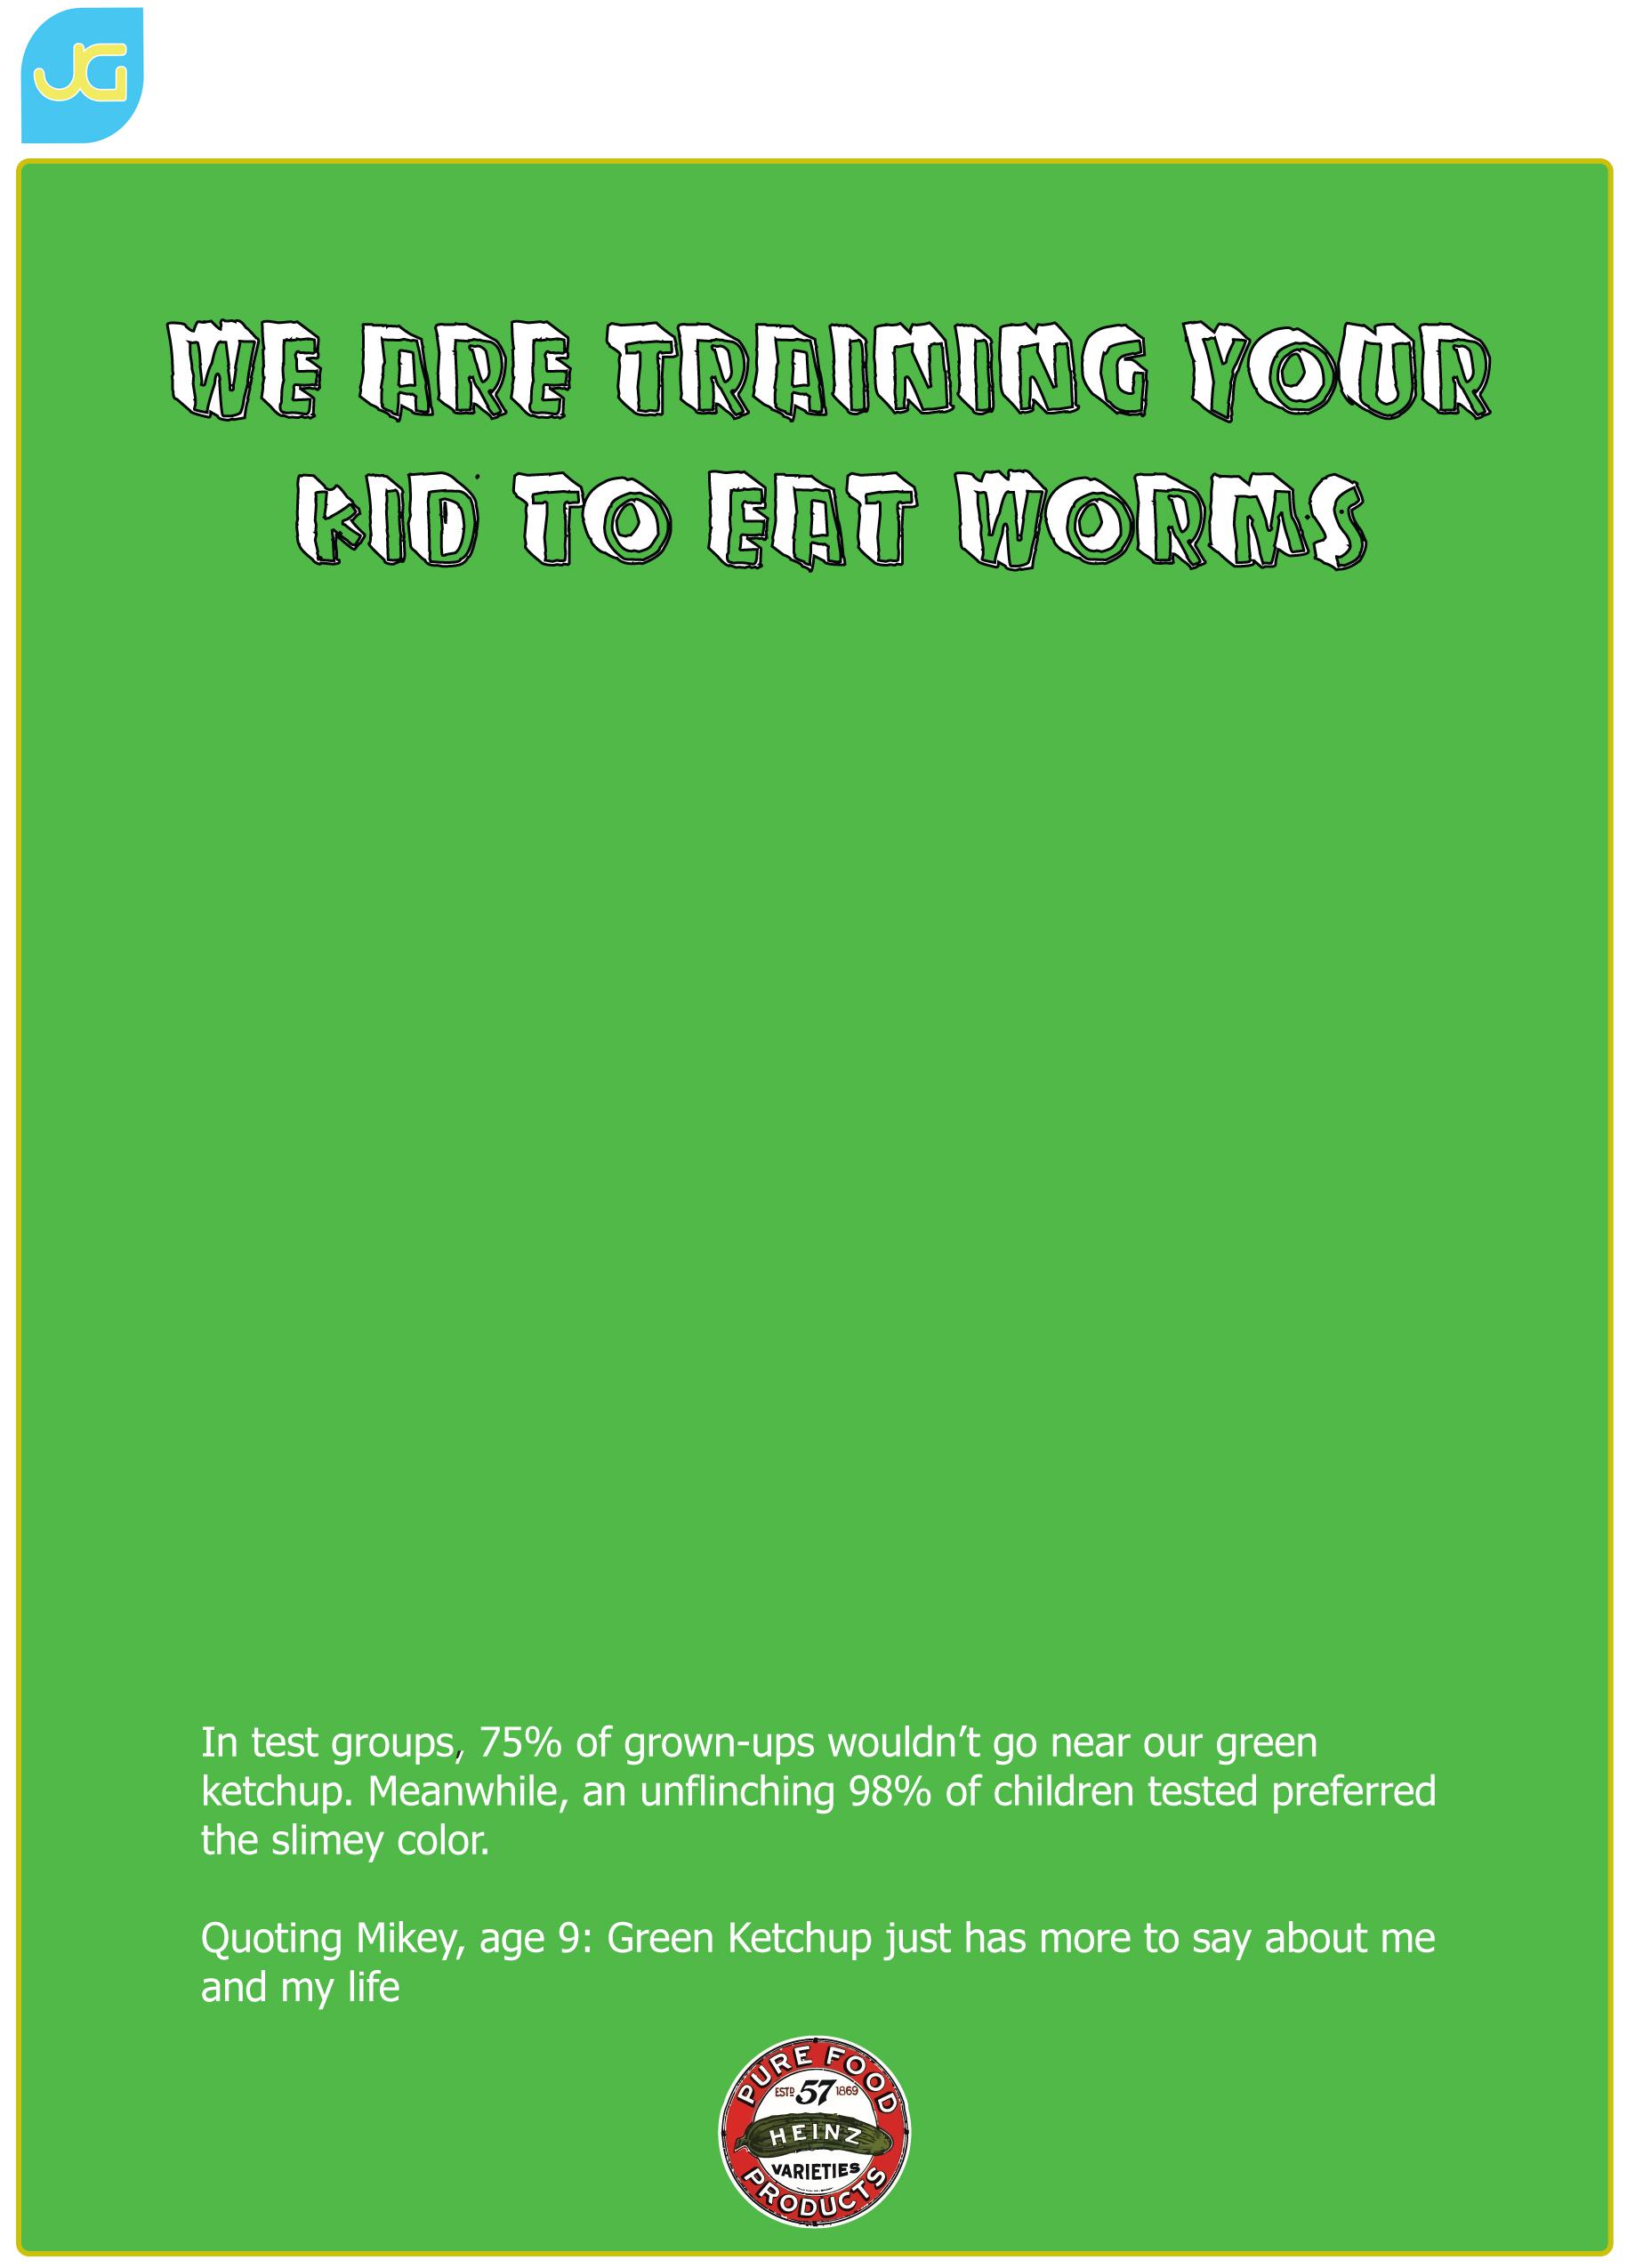 JG
WE ARE TRAINING YOUR
KID TO EAT WORMS
In test groups, 75% of grown-ups wouldn’t go near our green
ketchup. Meanwhile, an unflinching 98% of children tested preferred
the slimey color.
Quoting Mikey, age 9: Green Ketchup just has more to say about me
and my life
PURE FOOD
ESTD 57 1869
HEINZ
VARIETIES
PRODUCTS